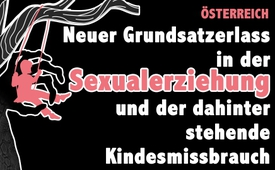 ÖSTERREICH
Neuer Grundsatzerlass
in der
Sexualerziehung
und der dahinter
stehende
Kindesmissbrauch